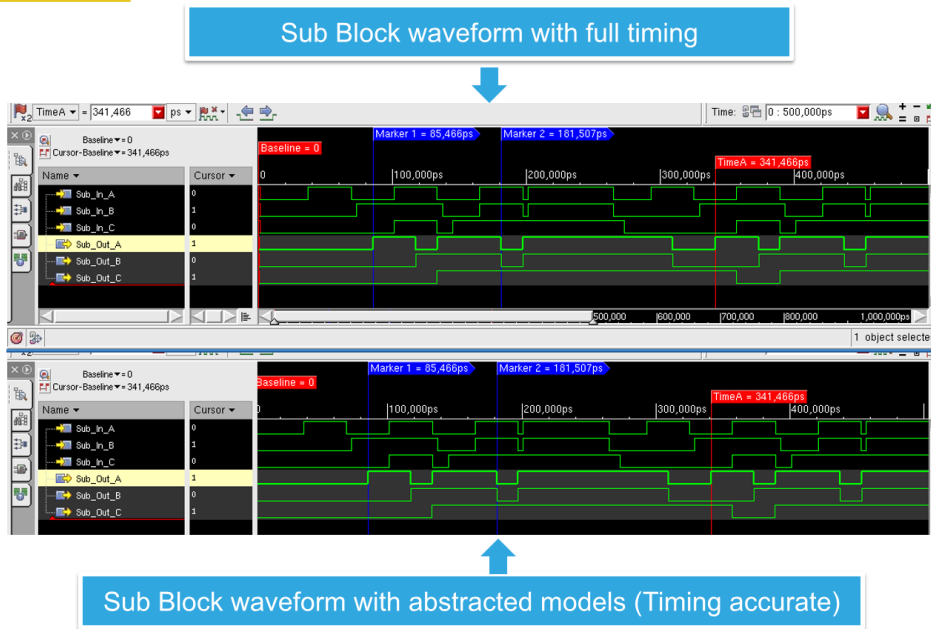 Sub Block waveform with full timing
x2 TimeA = 341,466 ps Time: 0 : 500,000ps
Baseline = 0
Cursor-Baseline = 341,466ps
Marker 1 = 85,466ps Marker 2 = 181,507ps
Baseline = 0
TimeA = 341,466ps
Name Cursor 0 100,000ps 200,000ps 300,000ps 400,000ps
Sub_In_A 0
Sub_In_B 1
Sub_In_C 0
Sub_Out_A 1
Sub_Out_B 0
Sub_Out_C 1
500,000 600,000 700,000 800,000 1,000,000ps
1 object selecte
Baseline = 0
Cursor-Baseline = 341,466ps
Marker 1 = 85,466ps Marker 2 = 181,507ps
Baseline = 0
TimeA = 341,466ps
Name Cursor 100,000ps 200,000ps 300,000ps 400,000ps
Sub_In_A 0
Sub_In_B 1
Sub_In_C 0
Sub_Out_A 1
Sub_Out_B 0
Sub_Out_C 1
Sub Block waveform with abstracted models (Timing accurate)